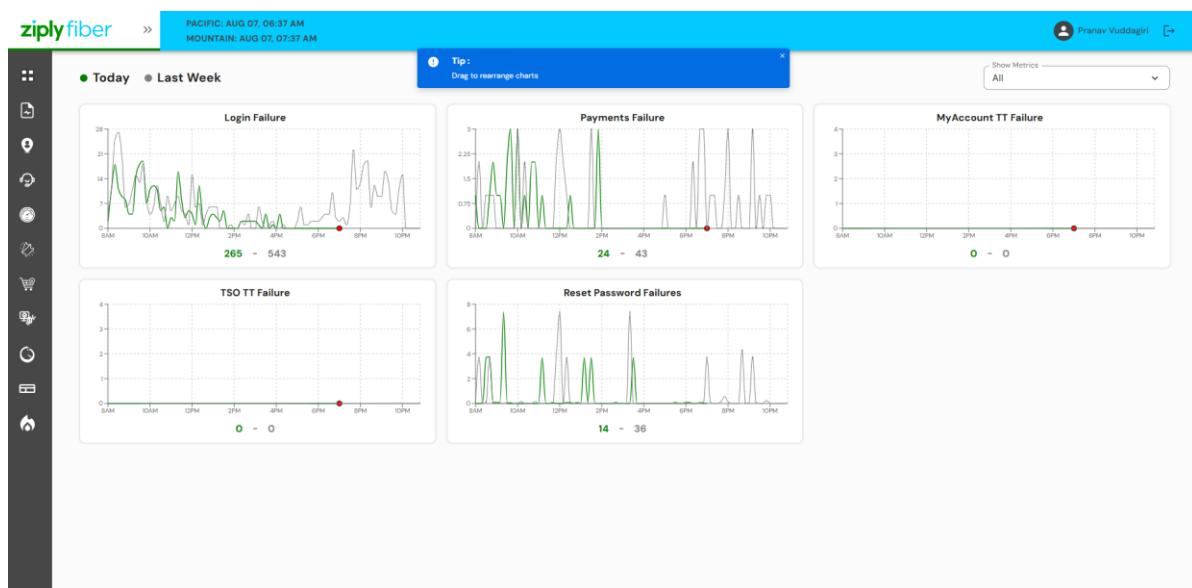 ziply fiber
»
PACIFIC: AUG 07, 06:37 AM
MOUNTAIN: AUG 07, 07:37 AM
Pranav Vuddagiri
Tip :
Drag to rearrange charts
×
Today
Last Week
Show Metrics
All
Login Failure
28
21
14
7
0
8AM 10AM 12PM 2PM 4PM 6PM 8PM 10PM
265 - 543
Payments Failure
3
2.25
1.5
0.75
0
8AM 10AM 12PM 2PM 4PM 6PM 8PM 10PM
24 - 43
MyAccount TT Failure
4
3
2
1
0
8AM 10AM 12PM 2PM 4PM 6PM 8PM 10PM
0 - 0
TSO TT Failure
4
3
2
1
0
8AM 10AM 12PM 2PM 4PM 6PM 8PM 10PM
0 - 0
Reset Password Failures
8
6
4
2
0
8AM 10AM 12PM 2PM 4PM 6PM 8PM 10PM
14 - 36